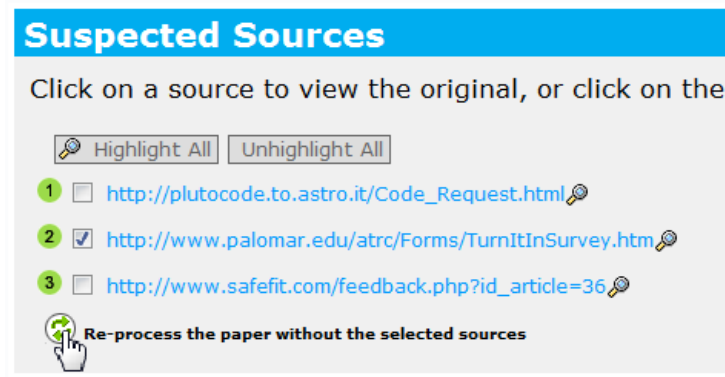 Suspected Sources
Click on a source to view the original, or click on the
Highlight All Unhighlight All
1 http://plutocode.to.astro.it/Code_Request.html
2 http://www.palomar.edu/atrc/Forms/TurnItInSurvey.htm
3 http://www.safefit.com/feedback.php?id_article=36
Re-process the paper without the selected sources